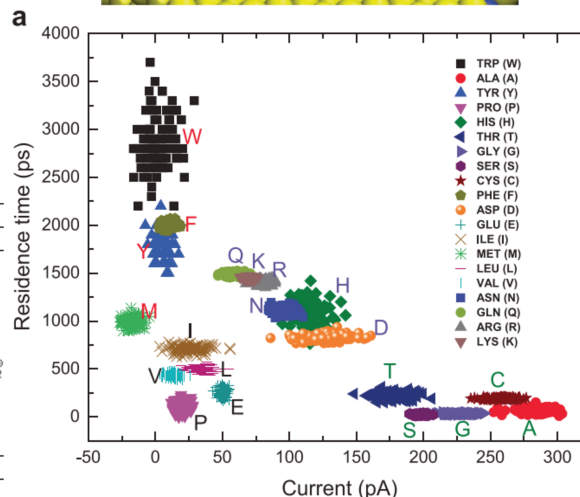 a
4000
3500
3000
2500
2000
1500
1000
500
0
Residence time (ps)
-50 0 50 100 150 200 250 300
Current (pA)
TRP (W)
ALA (A)
TYR (Y)
PRO (P)
HIS (H)
THR (T)
GLY (G)
SER (S)
CYS (C)
PHE (F)
ASP (D)
GLU (E)
ILE (I)
MET (M)
LEU (L)
VAL (V)
ASN (N)
GLN (Q)
ARG (R)
LYS (K)
W
F
Y
Q K R
H
N
M
D
I
V L
E
P
T
C
S G A